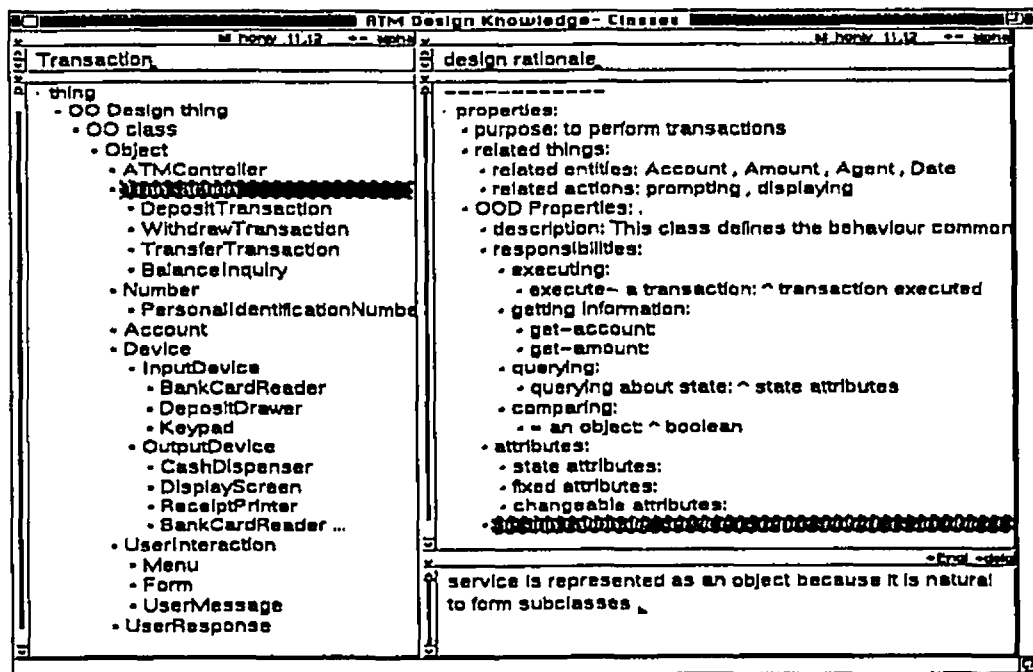 ATM Design Knowledge- Classes
Transaction
thing
OO Design thing
OO class
Object
ATMController
DepositTransaction
WithdrawTransaction
TransferTransaction
BalanceInquiry
Number
PersonalIdentificationNumbe
Account
Device
InputDevice
BankCardReader
DepositDrawer
Keypad
OutputDevice
CashDispenser
DisplayScreen
ReceiptPrinter
BankCardReader ...
UserInteraction
Menu
Form
UserMessage
UserResponse
design rationale
------------
properties:
purpose: to perform transactions
related things:
related entities: Account , Amount , Agent , Date
related actions: prompting , displaying
OOD Properties: .
description: This class defines the behaviour common
responsibilities:
executing:
execute- a transaction: ^ transaction executed
getting information:
get-account:
get-amount:
querying:
querying about state: ^ state attributes
comparing:
= an object ^ boolean
attributes:
state attributes:
fixed attributes:
changeable attributes:
service is represented as an object because it is natural
to form subclasses